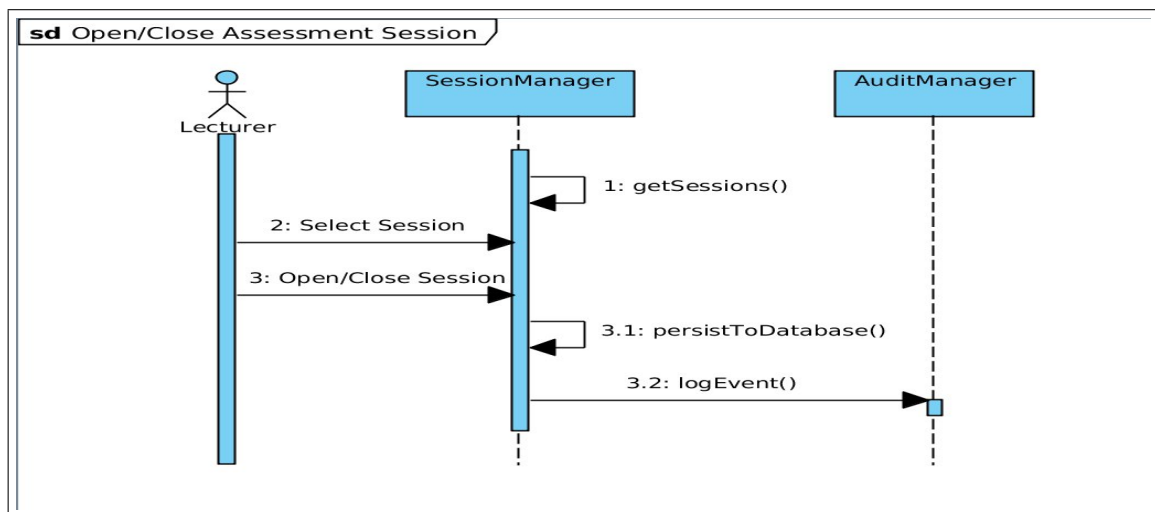 sd Open/Close Assessment Session
SessionManager
AuditManager
Lecturer
1: getSessions()
2: Select Session
3: Open/Close Session
3.1: persistToDatabase()
3.2: logEvent()